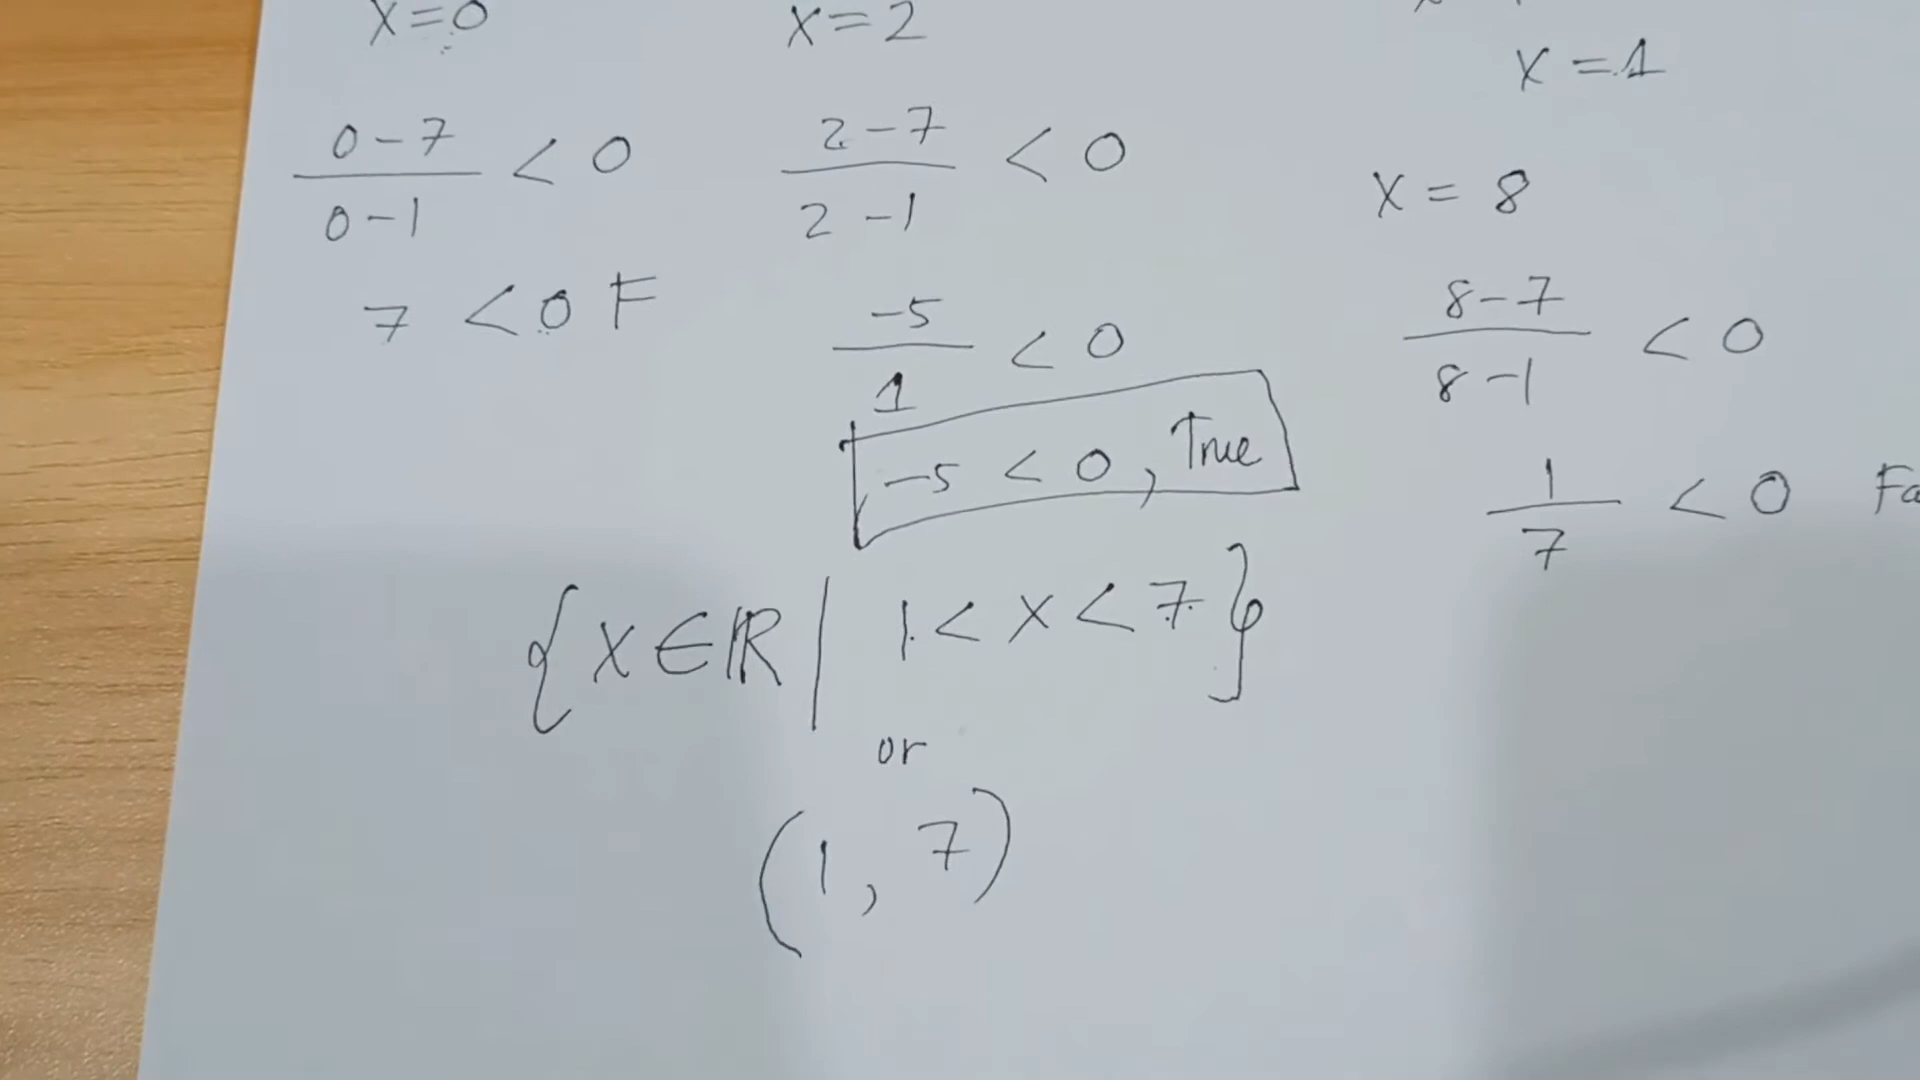 x=0
0-7/0-1 < 0
7 < 0 F
x=2
2-7/2-1 < 0
-5/1 < 0
-5 < 0, True
x=1
x=8
8-7/8-1 < 0
1/7 < 0 Fa
{x∈ℝ | 1<x<7}
or
(1, 7)